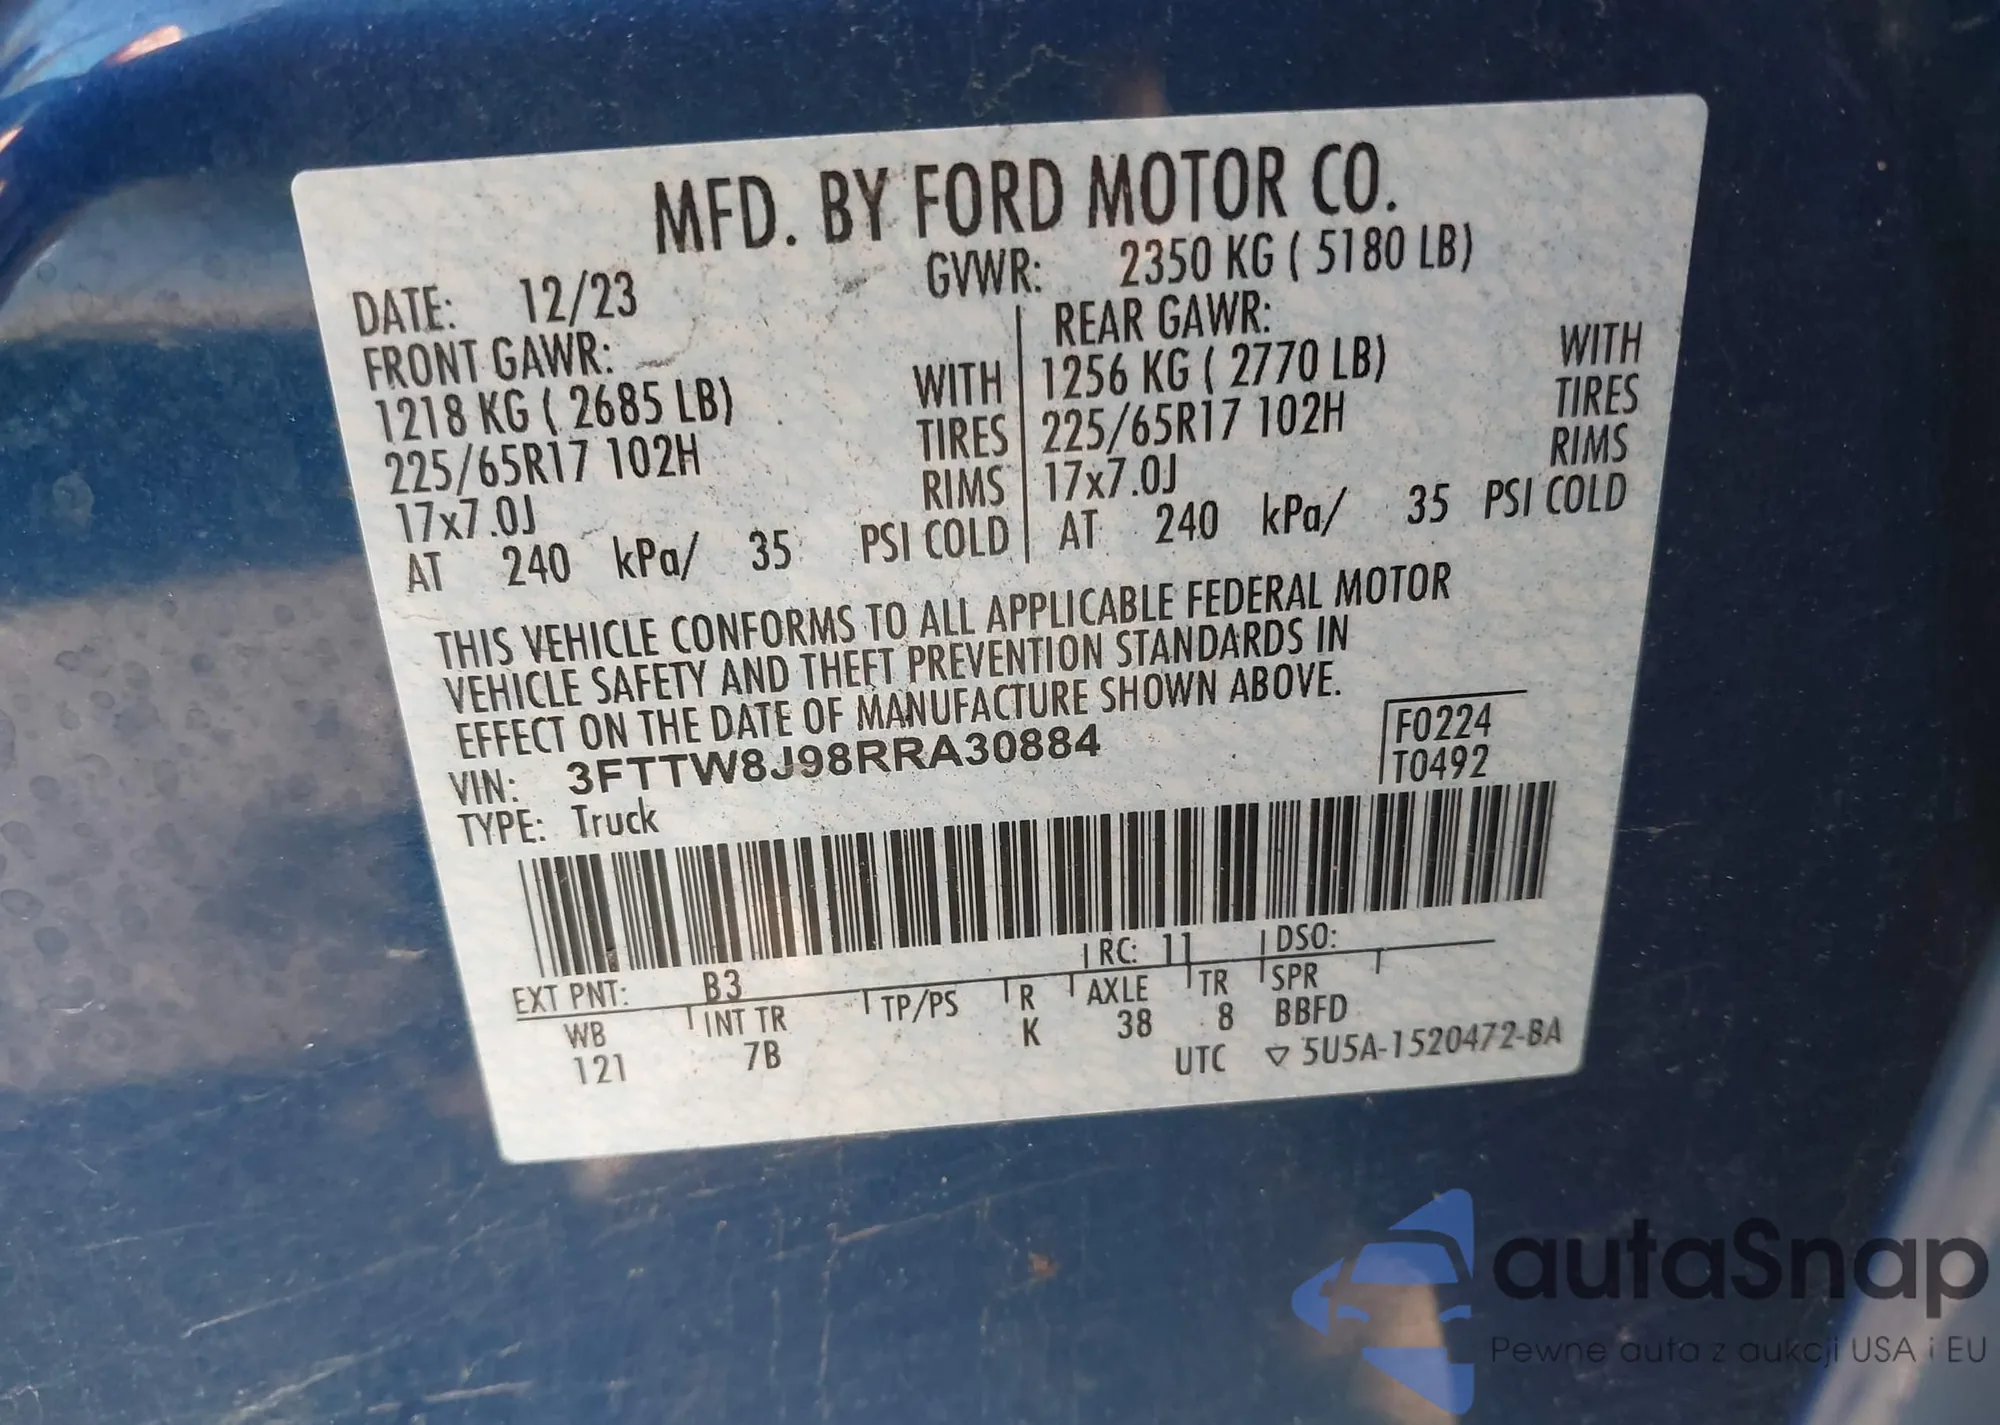 MFD. BY FORD MOTOR CO.
DATE: 12/23 GVWR: 2350 KG ( 5180 LB)
FRONT GAWR: REAR GAWR:
1218 KG ( 2685 LB) WITH 1256 KG ( 2770 LB) WITH
225/65R17 102H TIRES 225/65R17 102H TIRES
17x7.0J RIMS 17x7.0J RIMS
AT 240 kPa/ 35 PSI COLD AT 240 kPa/ 35 PSI COLD
THIS VEHICLE CONFORMS TO ALL APPLICABLE FEDERAL MOTOR
VEHICLE SAFETY AND THEFT PREVENTION STANDARDS IN
EFFECT ON THE DATE OF MANUFACTURE SHOWN ABOVE.
VIN: 3FTTW8J98RRA30884 F0224
TYPE: Truck T0492
EXT PNT: B3 RC: 11 DSO:
WB INT TR TP/PS R AXLE TR SPR
121 7B K 38 8 BBFD
UTC ▽ 5U5A-1520472-BA
autaSnap
Pewne auta z aukcji USA i EU